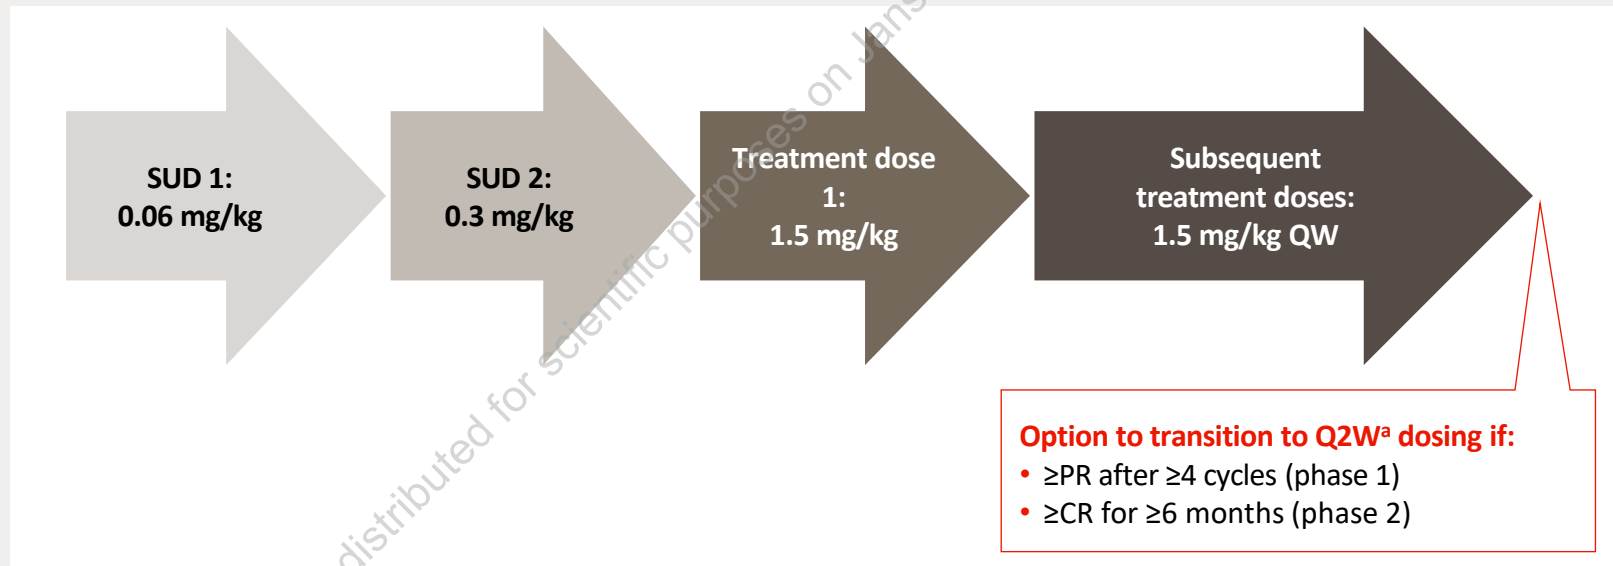 SUD 1:
0.06 mg/kg
SUD 2:
0.3 mg/kg
Treatment dose
1:
1.5 mg/kg
Subsequent
treatment doses:
1.5 mg/kg QW
Option to transition to Q2Wᵃ dosing if:
• ≥PR after ≥4 cycles (phase 1)
• ≥CR for ≥6 months (phase 2)
distributed for scientific purposes on